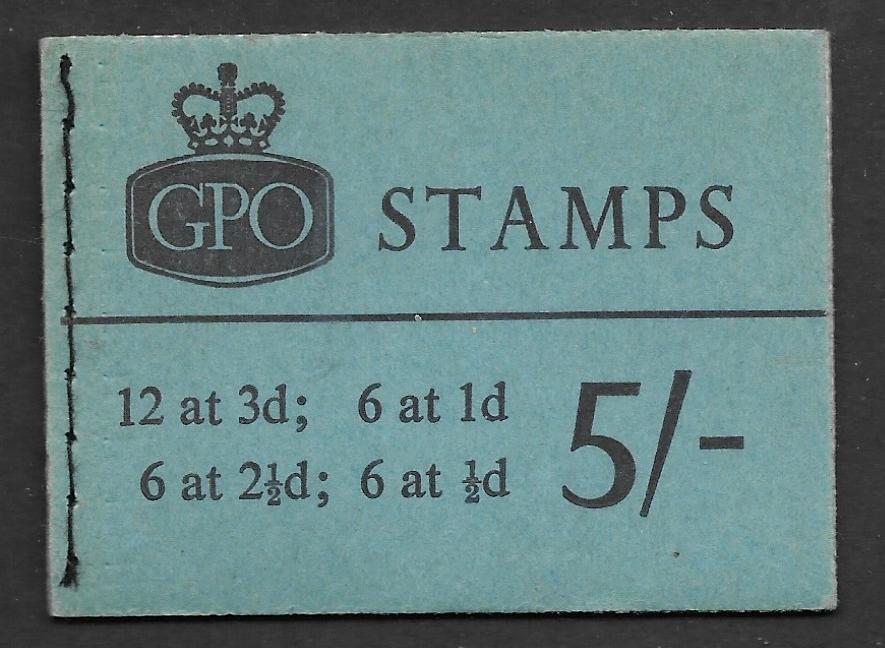 GPO STAMPS
12 at 3d; 6 at 1d
6 at 2½d; 6 at ½d
5/-